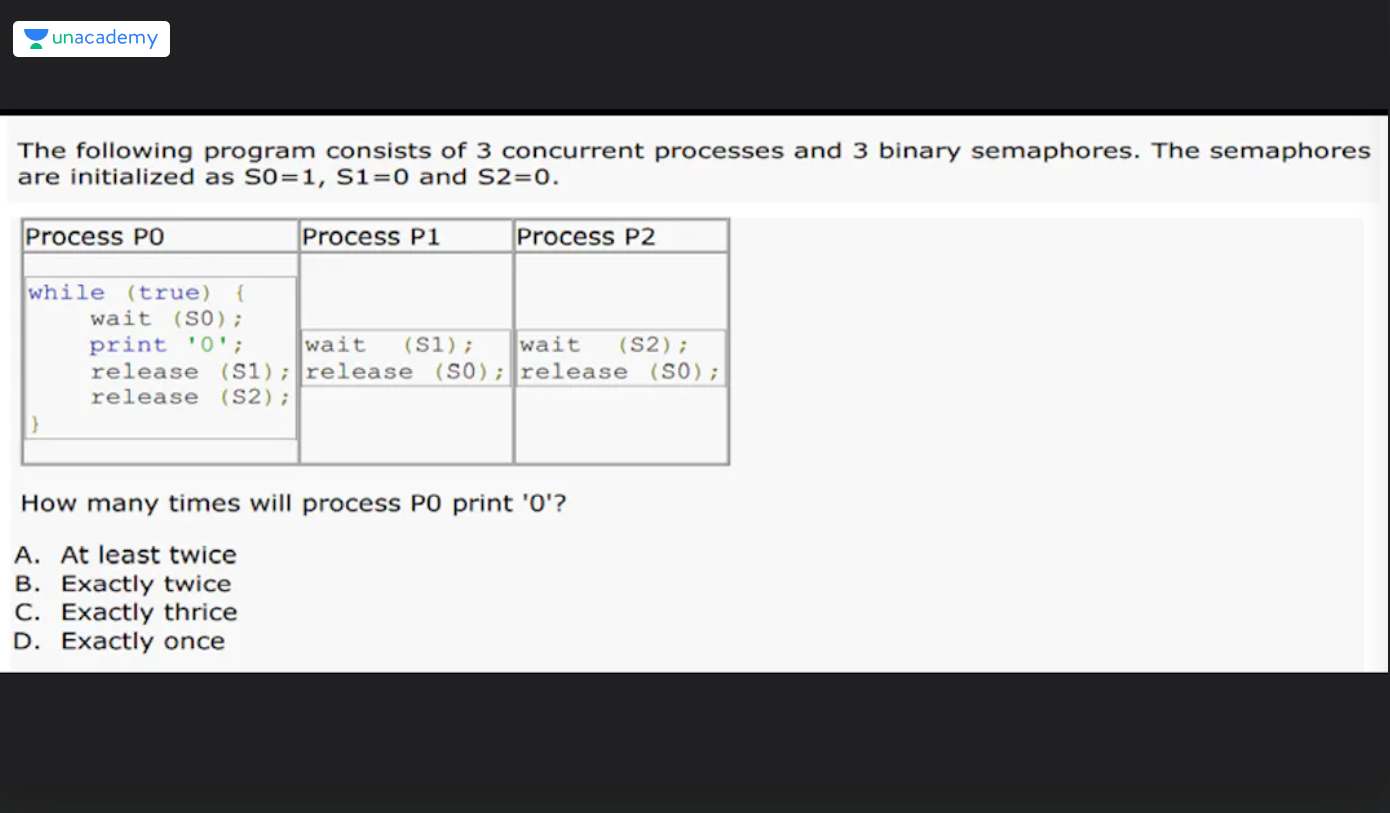 unacademy
The following program consists of 3 concurrent processes and 3 binary semaphores. The semaphores
are initialized as S0=1, S1=0 and S2=0.
Process P0 Process P1 Process P2
while (true) {
wait (S0);
print '0';
release (S1);
release (S2);
}
wait (S1);
release (S0);
wait (S2);
release (S0);
How many times will process P0 print '0'?
A. At least twice
B. Exactly twice
C. Exactly thrice
D. Exactly once